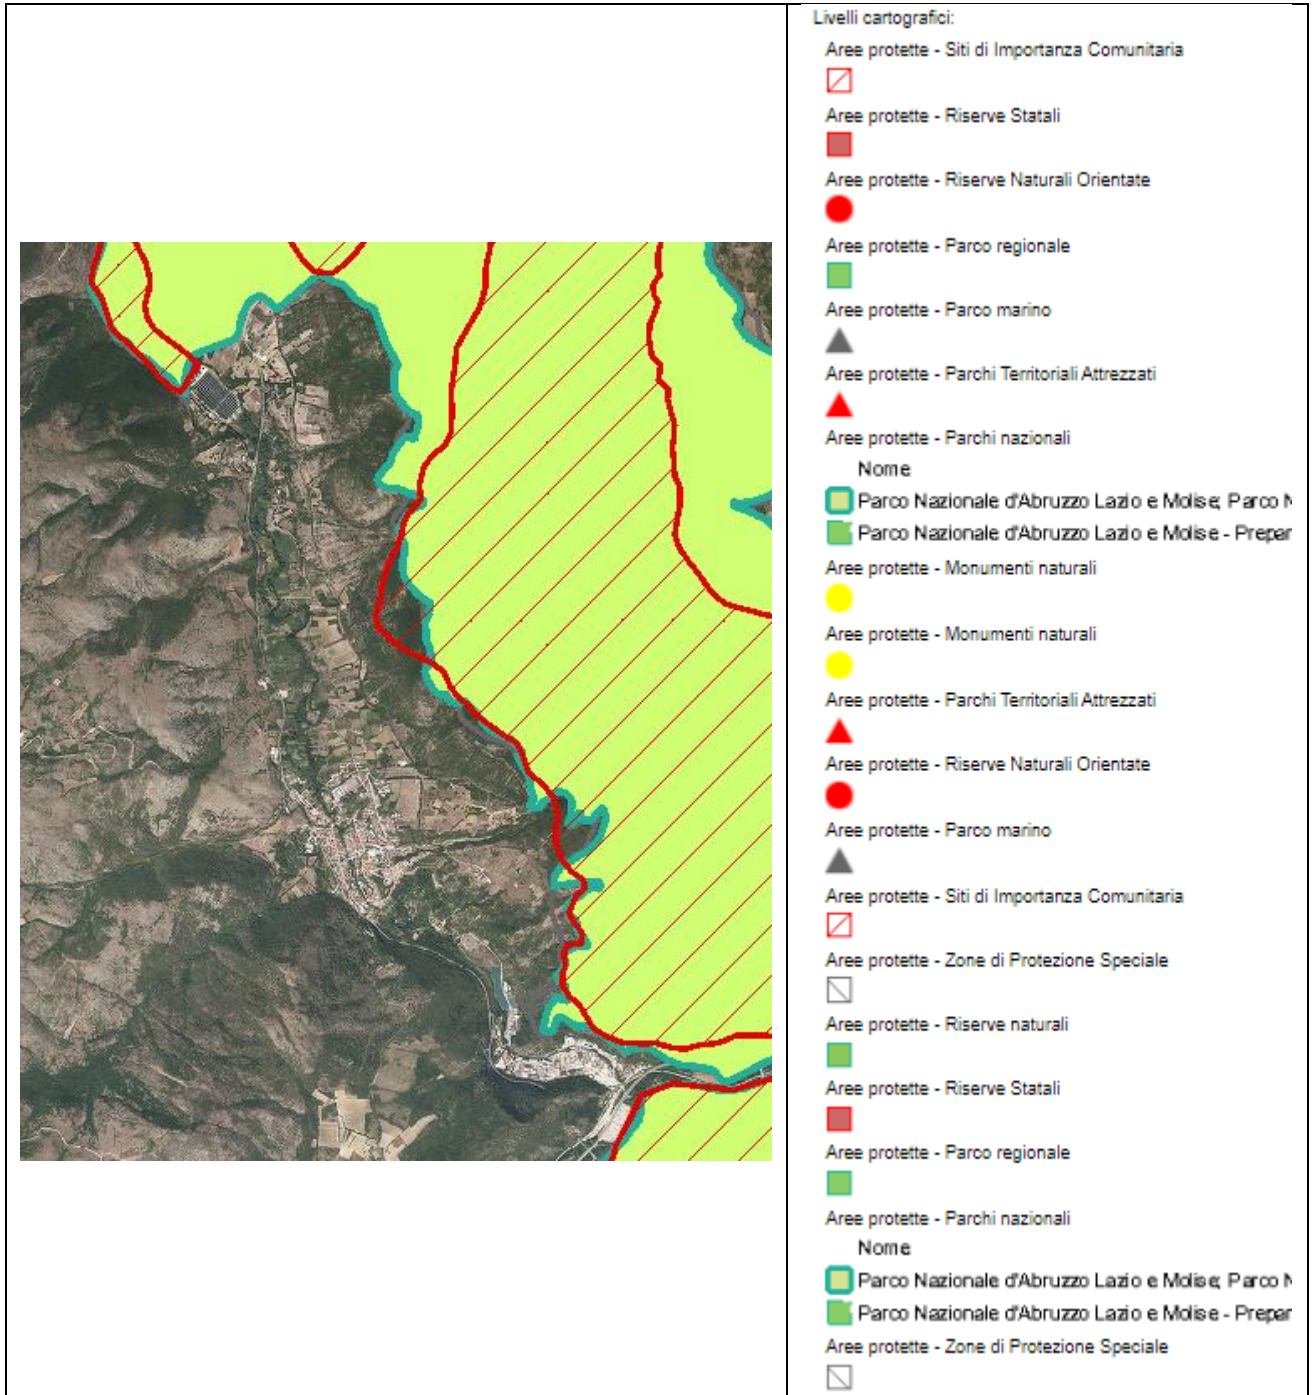 Livelli cartografici:
Aree protette - Siti di Importanza Comunitaria
Aree protette - Riserve Statali
Aree protette - Riserve Naturali Orientate
Aree protette - Parco regionale
Aree protette - Parco marino
Aree protette - Parchi Territoriali Attrezzati
Aree protette - Parchi nazionali
Nome
Parco Nazionale d'Abruzzo Lazio e Molise; Parco N
Parco Nazionale d'Abruzzo Lazio e Molise - Prepar
Aree protette - Monumenti naturali
Aree protette - Monumenti naturali
Aree protette - Parchi Territoriali Attrezzati
Aree protette - Riserve Naturali Orientate
Aree protette - Parco marino
Aree protette - Siti di Importanza Comunitaria
Aree protette - Zone di Protezione Speciale
Aree protette - Riserve naturali
Aree protette - Riserve Statali
Aree protette - Parco regionale
Aree protette - Parchi nazionali
Nome
Parco Nazionale d'Abruzzo Lazio e Molise; Parco N
Parco Nazionale d'Abruzzo Lazio e Molise - Prepar
Aree protette - Zone di Protezione Speciale